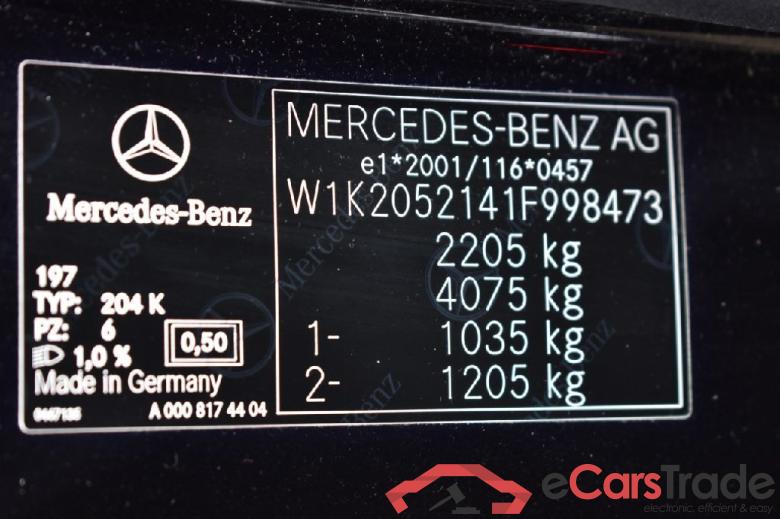 Mercedes-Benz
197
TYP: 204 K
PZ: 6
1,0 %
0,50
Made in Germany
A 000 817 44 04
MERCEDES-BENZ AG
e1*2001/116*0457
W1K2052141F998473
2205 kg
4075 kg
1- 1035 kg
2- 1205 kg
eCarsTrade
electronic, efficient & easy